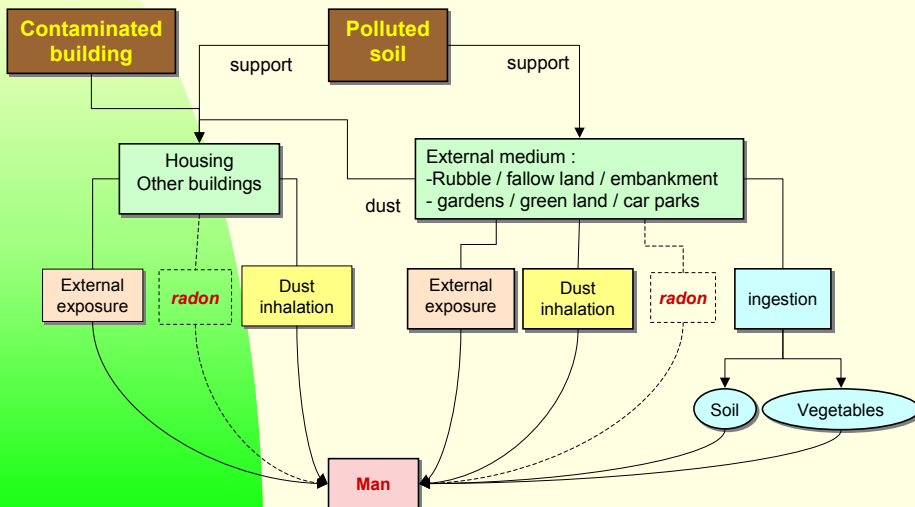 Contaminated
building
Polluted
soil
support
support
Housing
Other buildings
External medium :
-Rubble / fallow land / embankment
- gardens / green land / car parks
dust
External
exposure
radon
Dust
inhalation
External
exposure
Dust
inhalation
radon
ingestion
Soil
Vegetables
Man